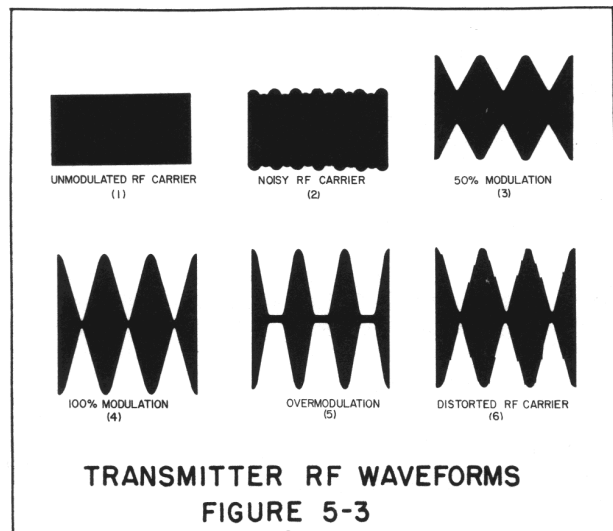 UNMODULATED RF CARRIER
(1)
NOISY RF CARRIER
(2)
50% MODULATION
(3)
100% MODULATION
(4)
OVERMODULATION
(5)
DISTORTED RF CARRIER
(6)
TRANSMITTER RF WAVEFORMS
FIGURE 5-3